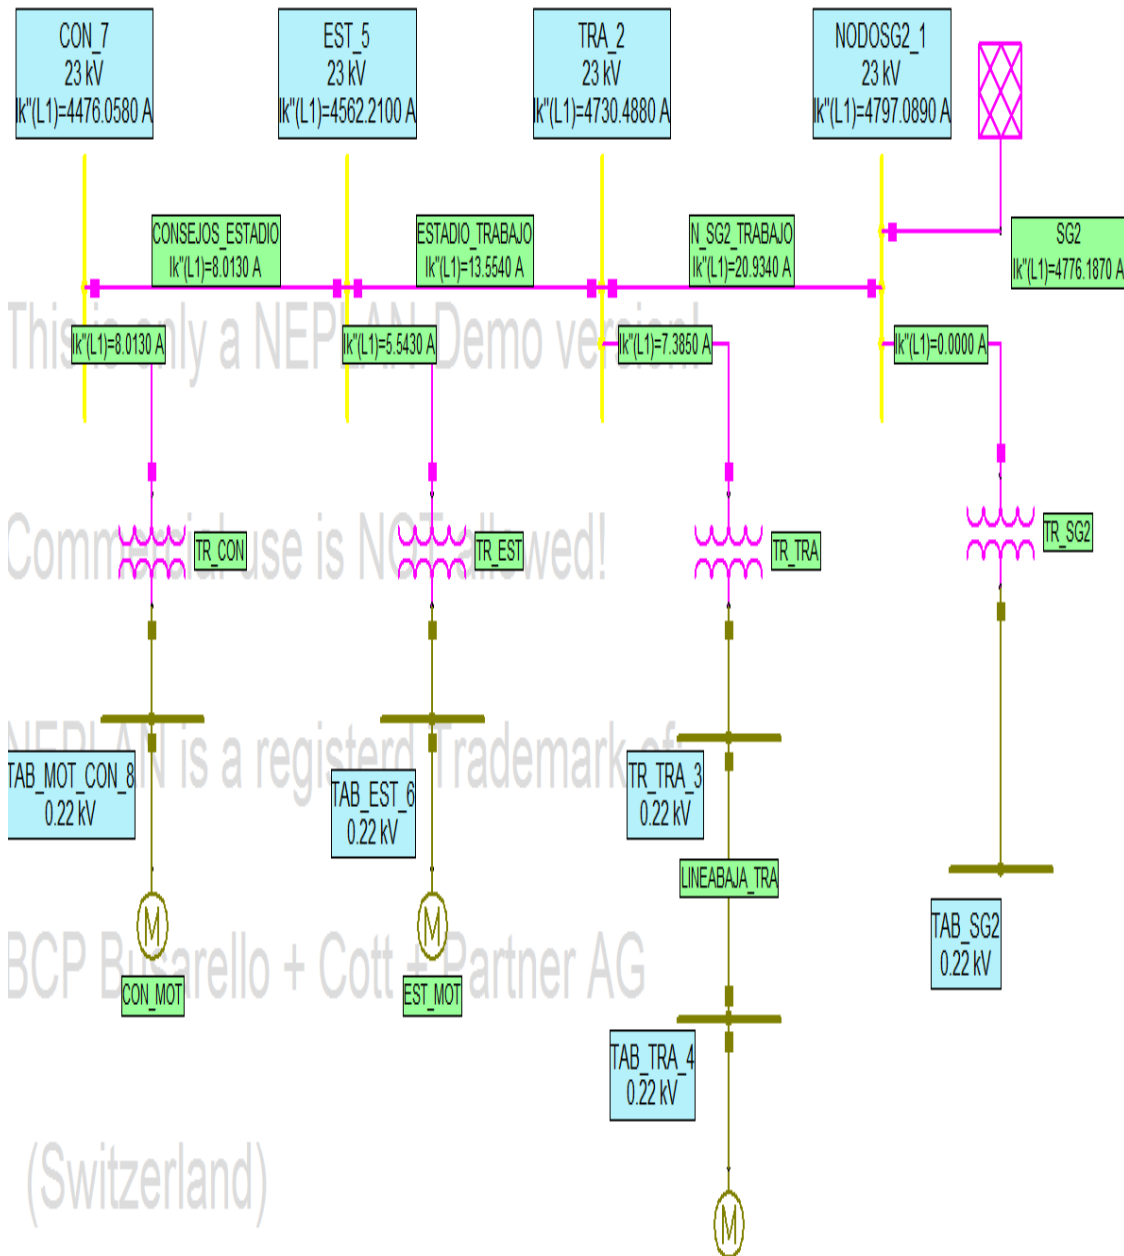 CON_7
23 kV
Ik"(L1)=4476.0580 A
EST_5
23 kV
Ik"(L1)=4562.2100 A
TRA_2
23 kV
Ik"(L1)=4730.4880 A
NODOSG2_1
23 kV
Ik"(L1)=4797.0890 A
CONSEJOS_ESTADIO
Ik"(L1)=8.0130 A
ESTADIO_TRABAJO
Ik"(L1)=13.5540 A
N_SG2_TRABAJO
Ik"(L1)=20.9340 A
SG2
Ik"(L1)=4776.1870 A
This is only a NEPLAN Demo version!
Ik"(L1)=8.0130 A
Ik"(L1)=5.5430 A
Ik"(L1)=7.3850 A
Ik"(L1)=0.0000 A
Commercial use is NOT allowed!
TR_CON
TR_EST
TR_TRA
TR_SG2
NEPLAN is a registerd Trademark of:
TAB_MOT_CON_8
0.22 kV
TAB_EST_6
0.22 kV
TR_TRA_3
0.22 kV
LINEABAJA_TRA
TAB_SG2
0.22 kV
M
M
BCP Busarello + Cott + Partner AG
CON_MOT
EST_MOT
TAB_TRA_4
0.22 kV
(Switzerland)
M